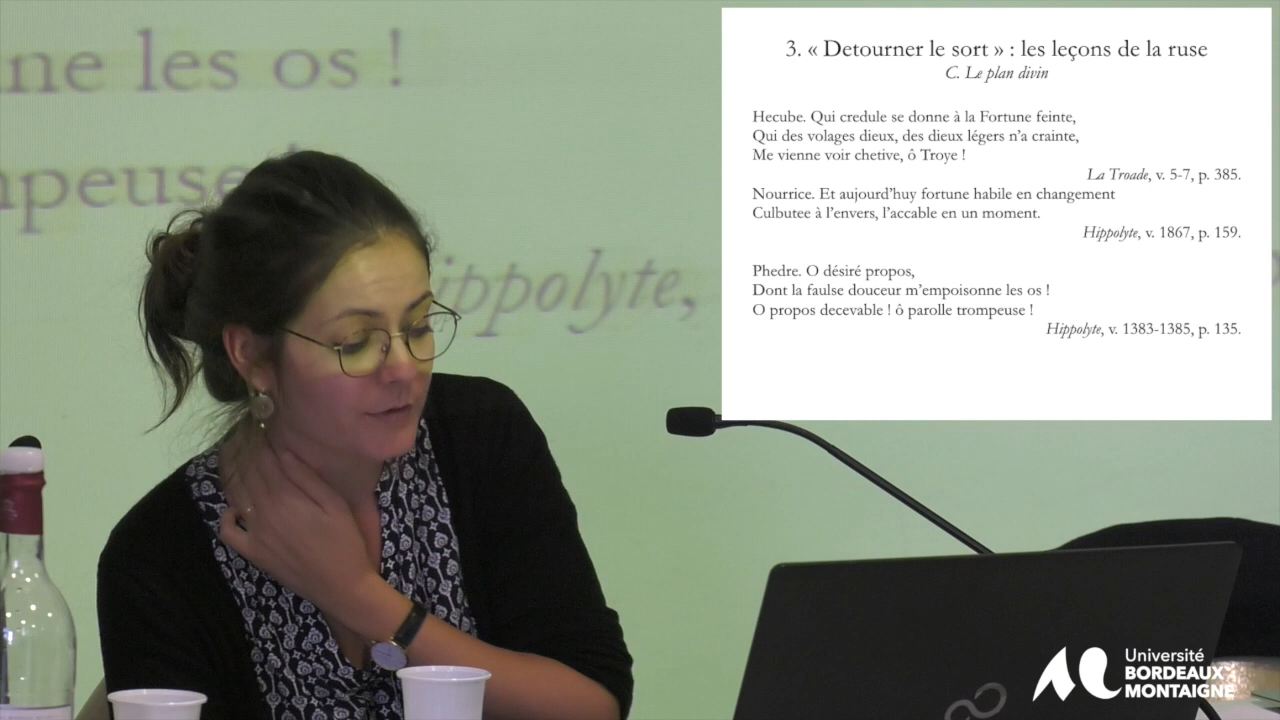 ne les os !
mpeuse !
Hippolyte,
3. « Detourner le sort » : les leçons de la ruse
C. Le plan divin
Hecube. Qui credule se donne à la Fortune feinte,
Qui des volages dieux, des dieux légers n’a crainte,
Me vienne voir chetive, ô Troye !
La Troade, v. 5-7, p. 385.
Nourrice. Et aujourd’huy fortune habile en changement
Culbutee à l’envers, l’accable en un moment.
Hippolyte, v. 1867, p. 159.
Phedre. O désiré propos,
Dont la faulse douceur m’empoisonne les os !
O propos decevable ! ô parolle trompeuse !
Hippolyte, v. 1383-1385, p. 135.
Université
BORDEAUX
MONTAIGNE